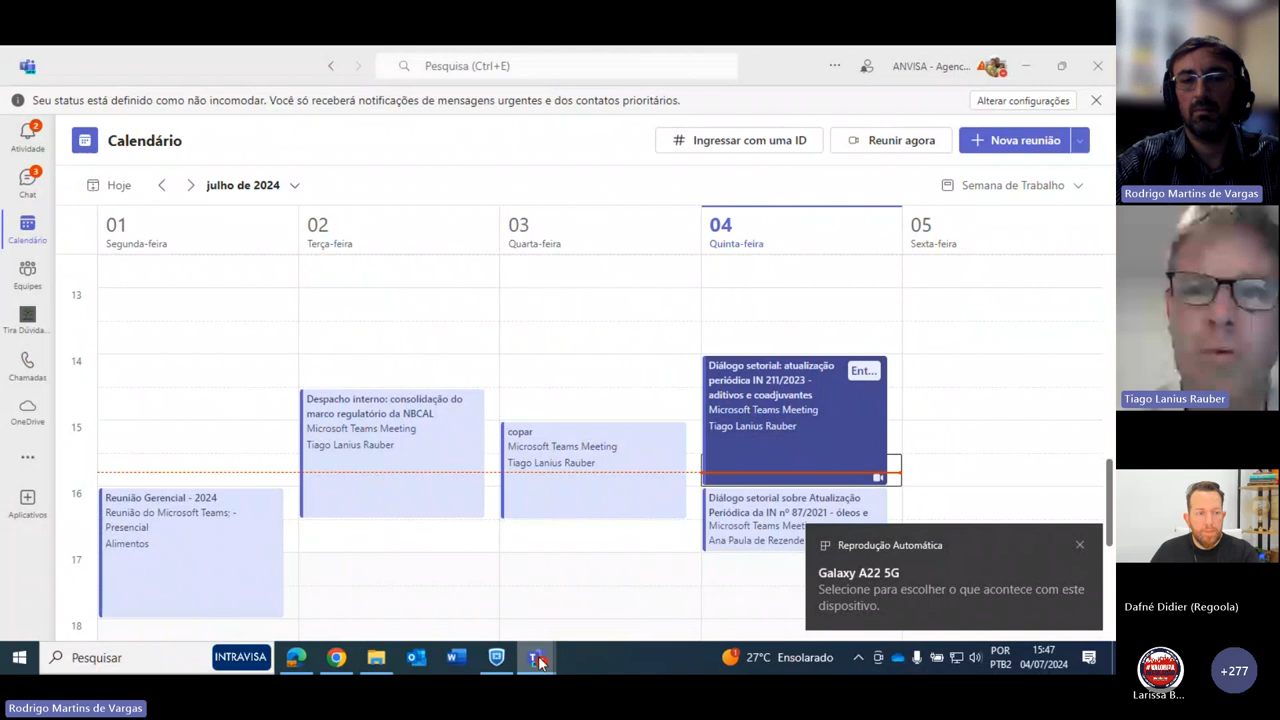 Pesquisa (Ctrl+E)
ANVISA - Agenc...
Seu status está definido como não incomodar. Você só receberá notificações de mensagens urgentes e dos contatos prioritários.
Alterar configurações
2
Atividade
3
Chat
Calendário
Equipes
Tira Dúvida...
Chamadas
OneDrive
Aplicativos
Calendário
Ingressar com uma ID
Reunir agora
Nova reunião
Hoje
julho de 2024
Semana de Trabalho
01
Segunda-feira
02
Terça-feira
03
Quarta-feira
04
Quinta-feira
05
Sexta-feira
13
14
15
16
17
18
Reunião Gerencial - 2024
Reunião do Microsoft Teams; -
Presencial
Alimentos
Despacho interno: consolidação do
marco regulatório da NBCAL
Microsoft Teams Meeting
Tiago Lanius Rauber
copar
Microsoft Teams Meeting
Tiago Lanius Rauber
Diálogo setorial: atualização
periódica IN 211/2023 -
aditivos e coadjuvantes
Microsoft Teams Meeting
Tiago Lanius Rauber
Ent...
Diálogo setorial sobre Atualização
Periódica da IN nº 87/2021 - óleos e
Microsoft Teams Mee
Ana Paula de Rezende
Reprodução Automática
Galaxy A22 5G
Selecione para escolher o que acontece com este
dispositivo.
Pesquisar
INTRAVISA
27°C Ensolarado
POR
PTB2
15:47
04/07/2024
Rodrigo Martins de Vargas
Rodrigo Martins de Vargas
Tiago Lanius Rauber
Dafné Didier (Regoola)
Larissa B...
+277